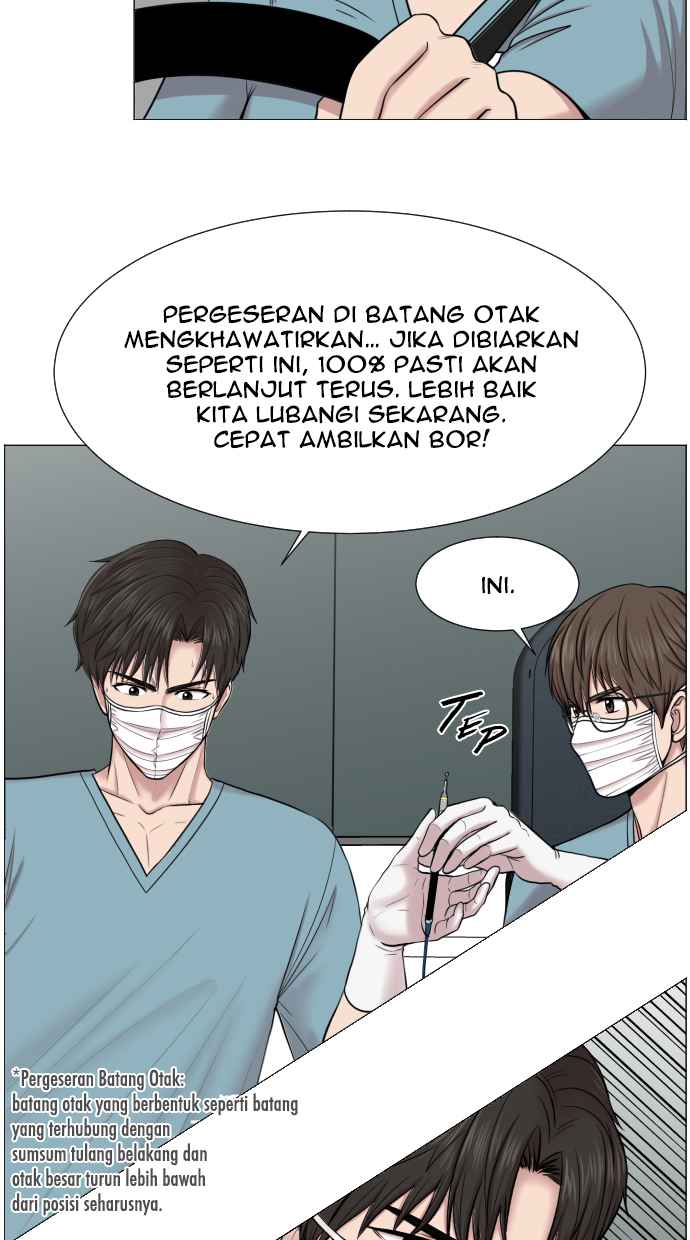 PERGESERAN DI BATANG OTAK
MENGKHAWATIRKAN... JIKA DIBIARKAN
SEPERTI INI, 100% PASTI AKAN
BERLANJUT TERUS. LEBIH BAIK
KITA LUBANGI SEKARANG.
CEPAT AMBILKAN BOR!
INI.
TEP
*Pergeseran Batang Otak:
batang otak yang berbentuk seperti batang
yang terhubung dengan
sumsum tulang belakang dan
otak besar turun lebih bawah
dari posisi seharusnya.